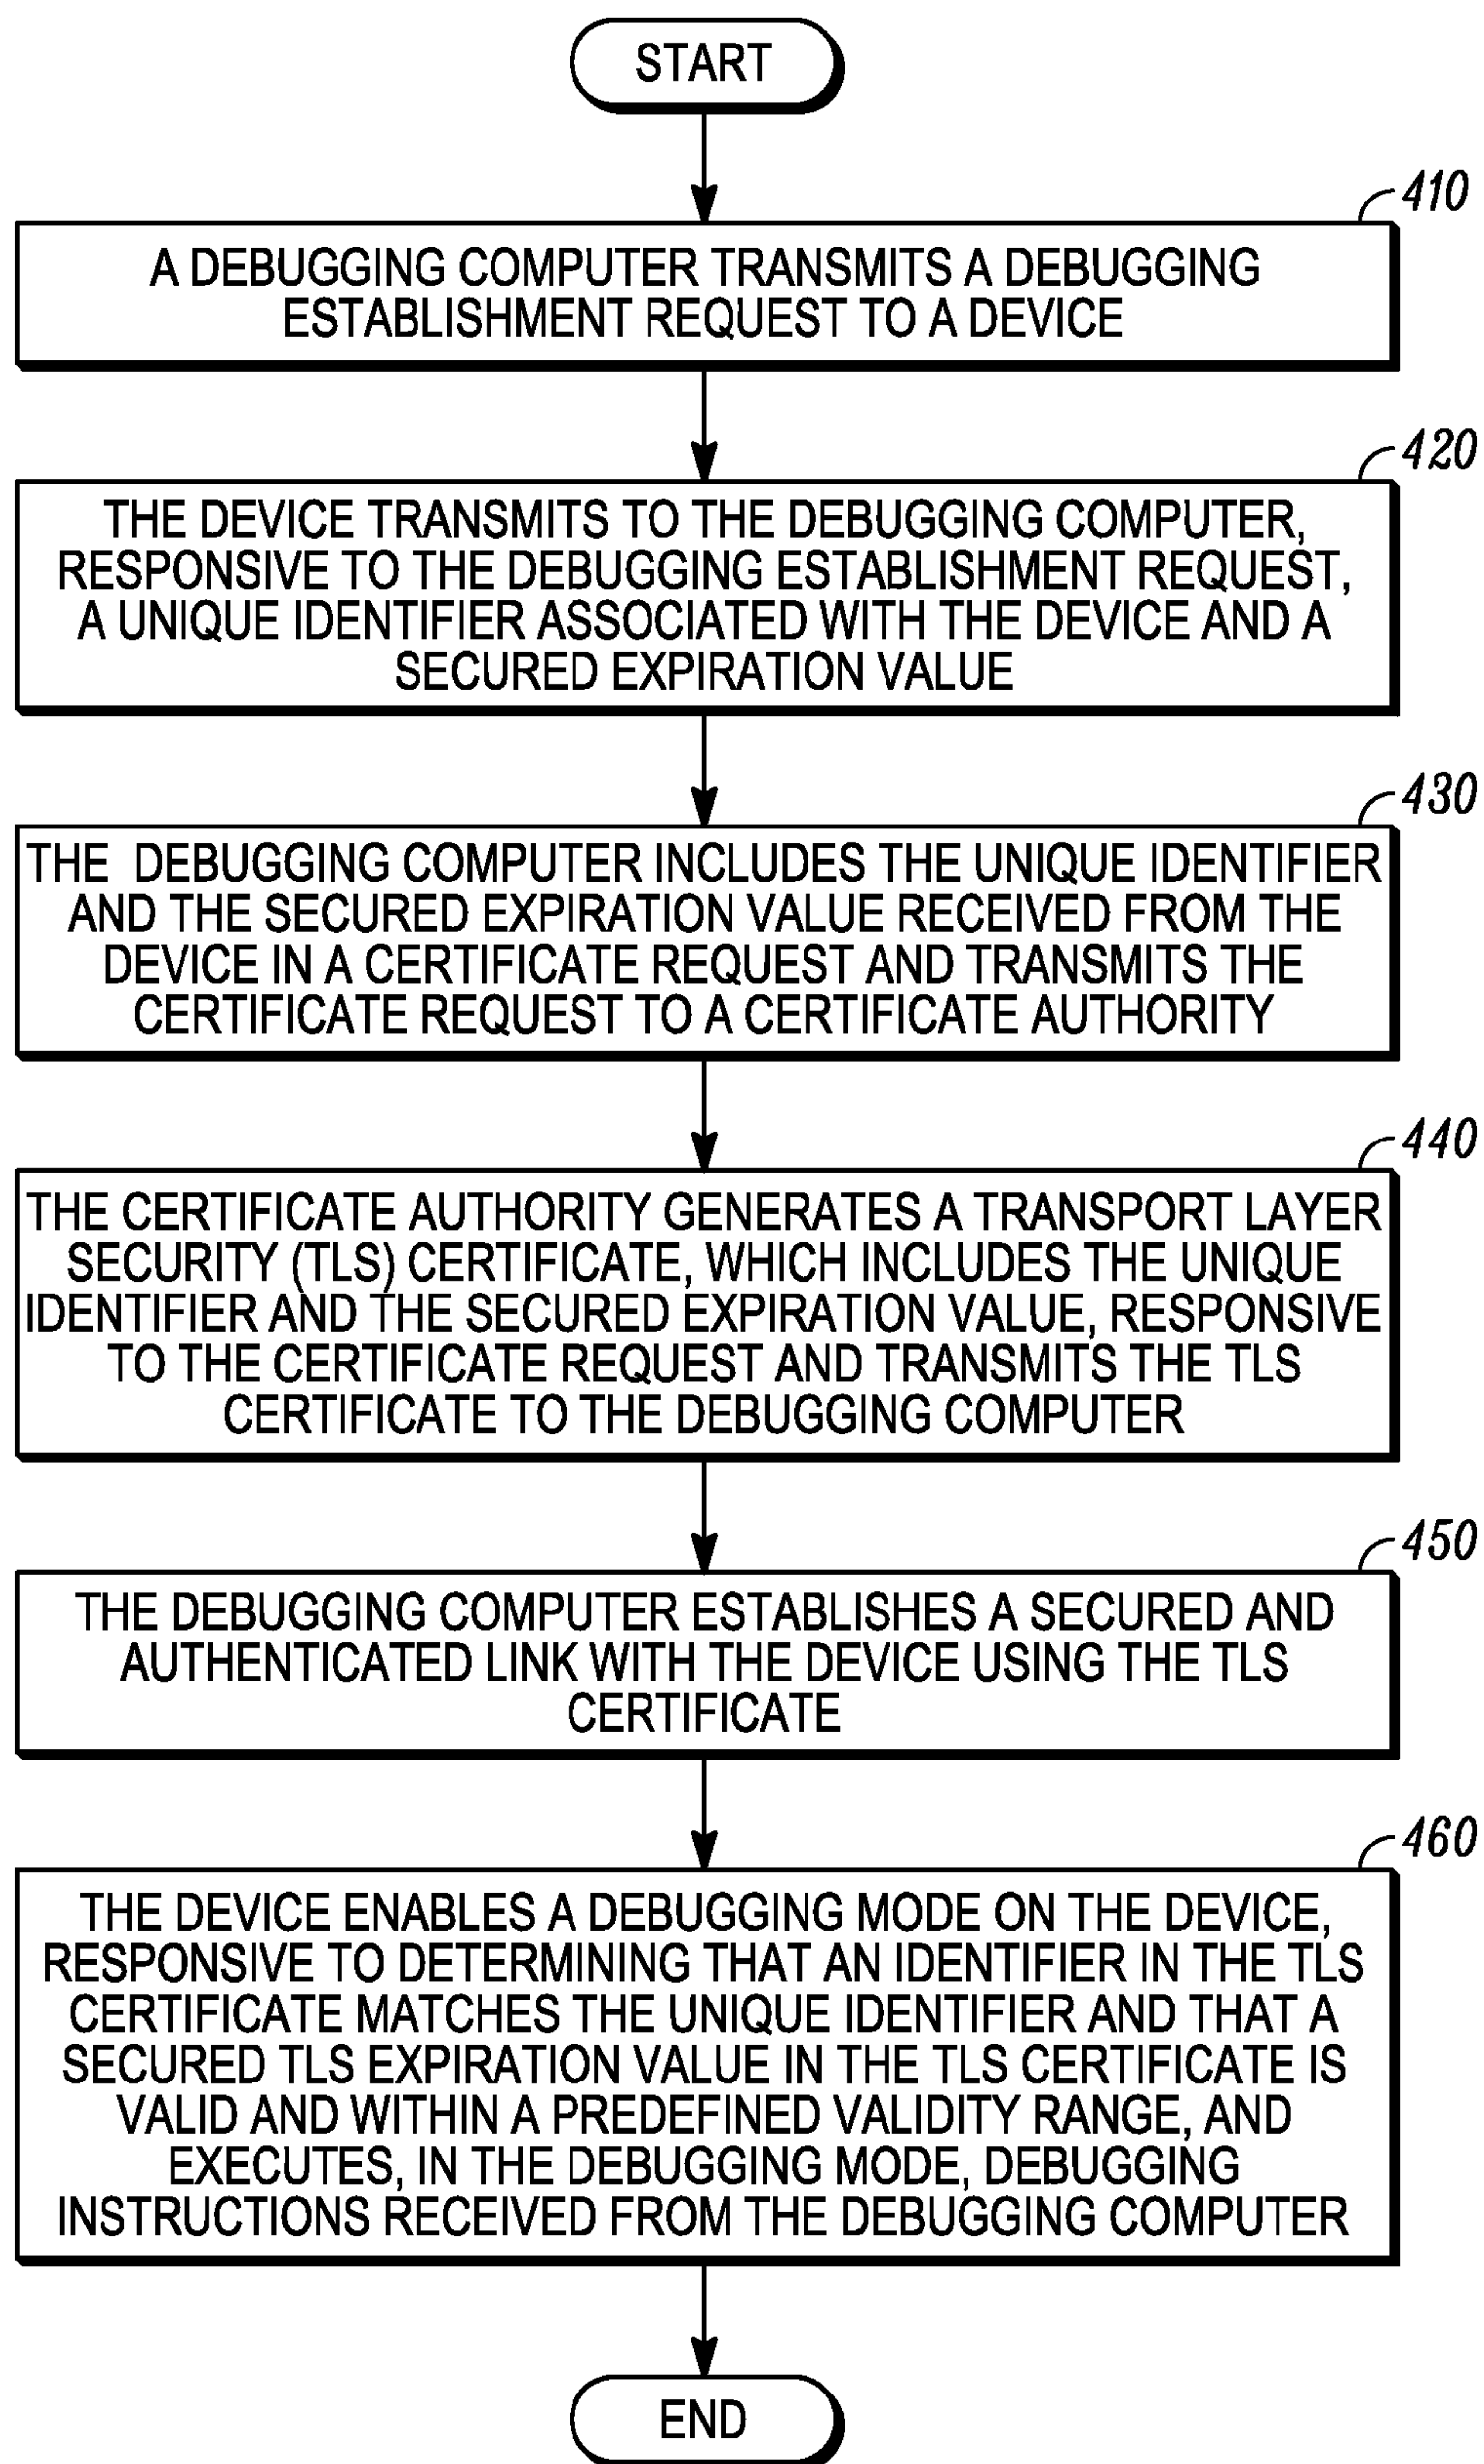 START
410
A DEBUGGING COMPUTER TRANSMITS A DEBUGGING
ESTABLISHMENT REQUEST TO A DEVICE
420
THE DEVICE TRANSMITS TO THE DEBUGGING COMPUTER,
RESPONSIVE TO THE DEBUGGING ESTABLISHMENT REQUEST,
A UNIQUE IDENTIFIER ASSOCIATED WITH THE DEVICE AND A
SECURED EXPIRATION VALUE
430
THE DEBUGGING COMPUTER INCLUDES THE UNIQUE IDENTIFIER
AND THE SECURED EXPIRATION VALUE RECEIVED FROM THE
DEVICE IN A CERTIFICATE REQUEST AND TRANSMITS THE
CERTIFICATE REQUEST TO A CERTIFICATE AUTHORITY
440
THE CERTIFICATE AUTHORITY GENERATES A TRANSPORT LAYER
SECURITY (TLS) CERTIFICATE, WHICH INCLUDES THE UNIQUE
IDENTIFIER AND THE SECURED EXPIRATION VALUE, RESPONSIVE
TO THE CERTIFICATE REQUEST AND TRANSMITS THE TLS
CERTIFICATE TO THE DEBUGGING COMPUTER
450
THE DEBUGGING COMPUTER ESTABLISHES A SECURED AND
AUTHENTICATED LINK WITH THE DEVICE USING THE TLS
CERTIFICATE
460
THE DEVICE ENABLES A DEBUGGING MODE ON THE DEVICE,
RESPONSIVE TO DETERMINING THAT AN IDENTIFIER IN THE TLS
CERTIFICATE MATCHES THE UNIQUE IDENTIFIER AND THAT A
SECURED TLS EXPIRATION VALUE IN THE TLS CERTIFICATE IS
VALID AND WITHIN A PREDEFINED VALIDITY RANGE, AND
EXECUTES, IN THE DEBUGGING MODE, DEBUGGING
INSTRUCTIONS RECEIVED FROM THE DEBUGGING COMPUTER
END